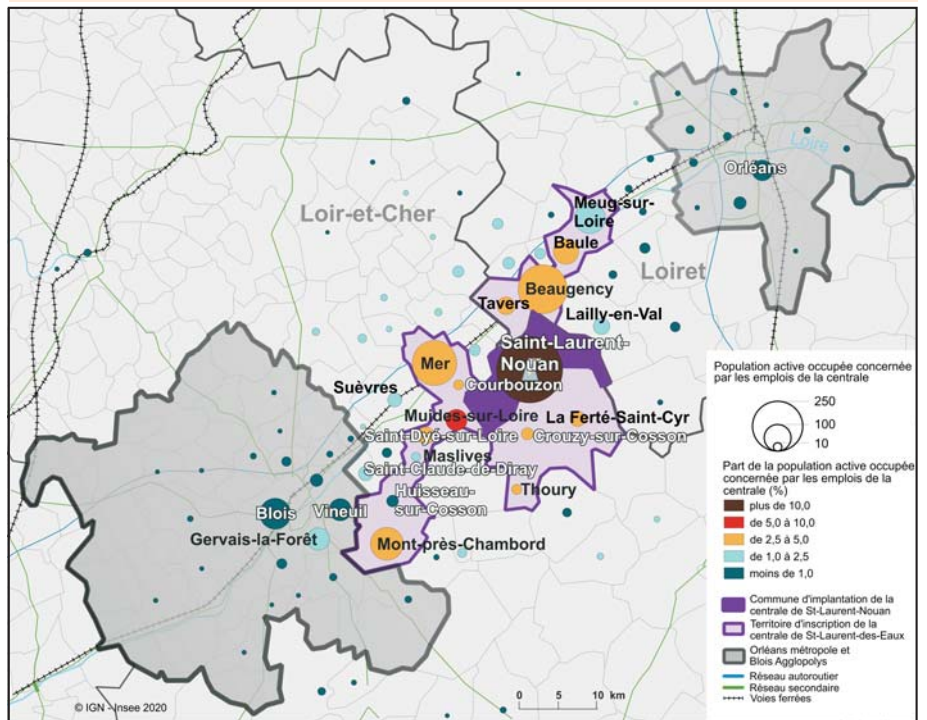 Loir-et-Cher
Loiret
Loire
Orléans
Meug-sur-
Loire
Baule
Beaugency
Tavers
Lailly-en-Val
Saint-Laurent-
Nouan
Mer
Courbouzon
Suèvres
Muides-sur-Loire
La Ferté-Saint-Cyr
Saint-Dyé-sur-Loire
Crouzy-sur-Cosson
Maslives
Saint-Claude-de-Diray
Huisseau-
sur-Cosson
Thoury
Blois
Vineuil
Gervais-la-Forêt
Mont-près-Chambord
Population active occupée concernée
par les emplois de la centrale
250
100
10
Part de la population active occupée
concernée par les emplois de la
centrale (%)
plus de 10,0
de 5,0 à 10,0
de 2,5 à 5,0
de 1,0 à 2,5
moins de 1,0
Commune d'implantation de la
centrale de St-Laurent-Nouan
Territoire d'inscription de la
centrale de St-Laurent-des-Eaux
Orléans métropole et
Blois Agglopolys
Réseau autoroutier
Réseau secondaire
Voies ferrées
0 5 10 km
© IGN - Insee 2020